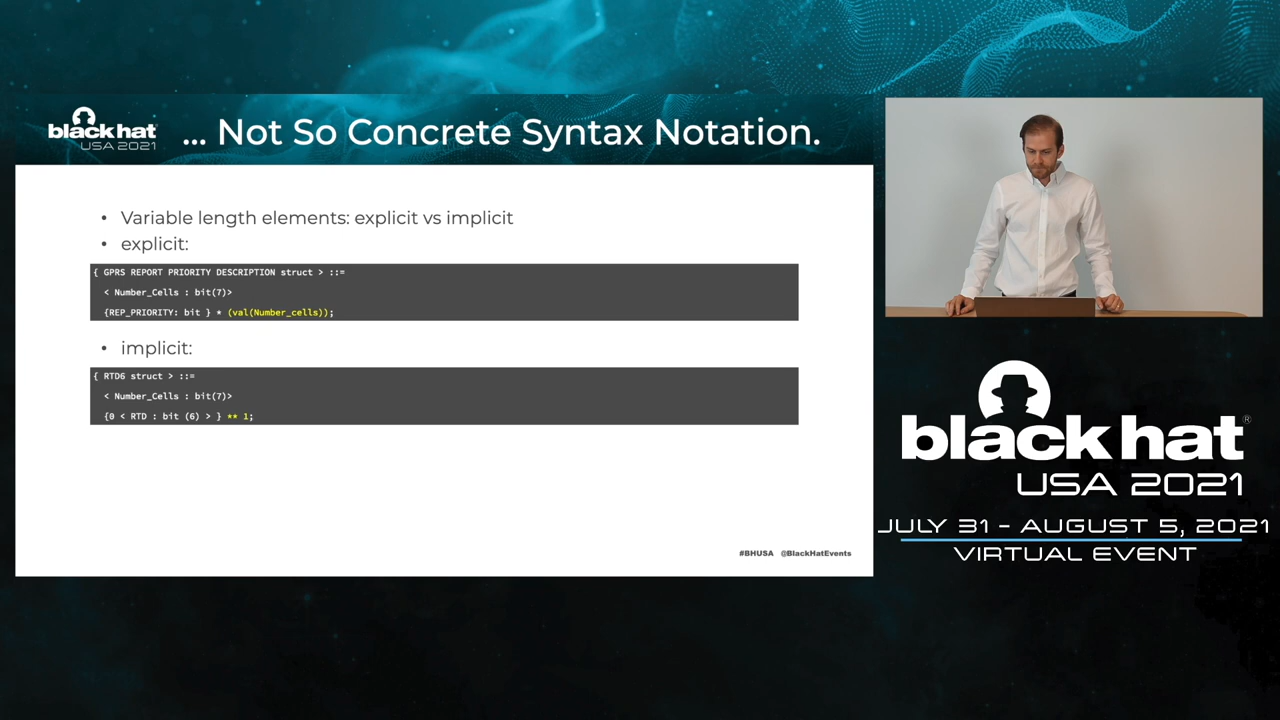 black hat
USA 2021
... Not So Concrete Syntax Notation.
• Variable length elements: explicit vs implicit
• explicit:
{ GPRS REPORT PRIORITY DESCRIPTION struct > ::=
< Number_Cells : bit(7)>
{REP_PRIORITY: bit } * (val(Number_cells));
• implicit:
{ RTD6 struct > ::=
< Number_Cells : bit(7)>
{0 < RTD : bit (6) > } ** 1;
#BHUSA @BlackHatEvents
black hat®
USA 2021
JULY 31 - AUGUST 5, 2021
VIRTUAL EVENT